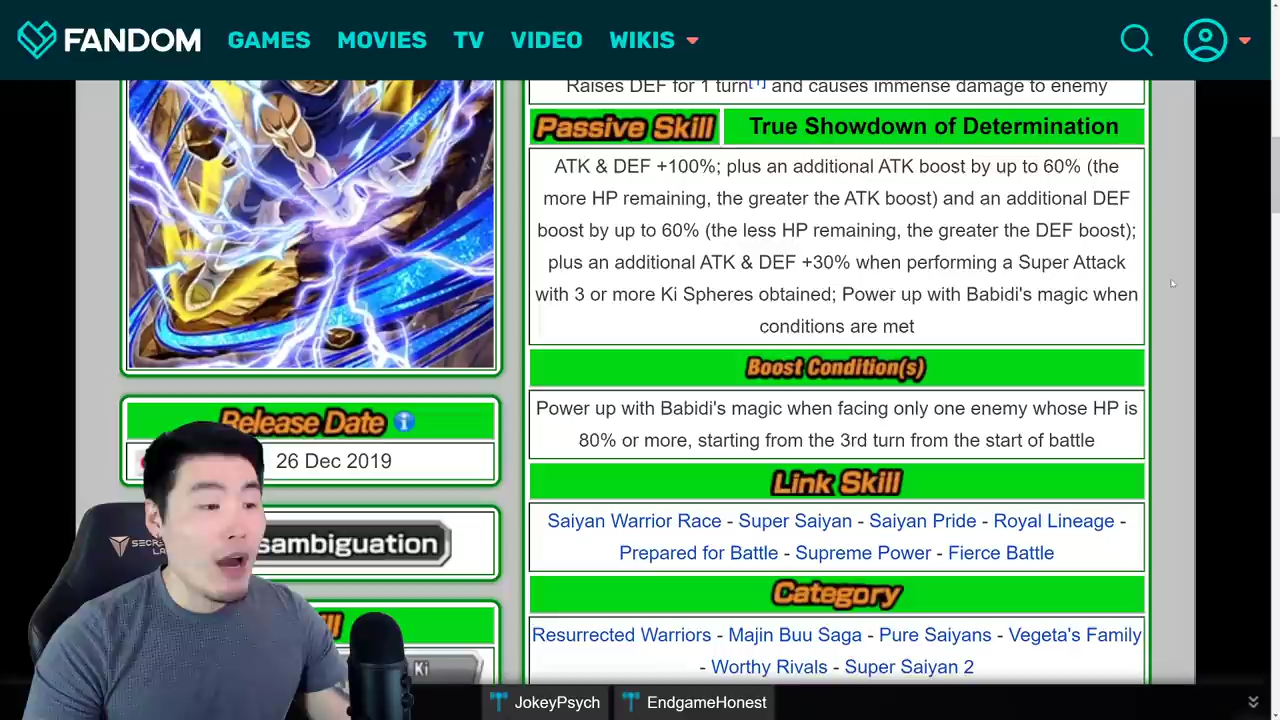 FANDOM GAMES MOVIES TV VIDEO WIKIS
Raises DEF for 1 turn[1] and causes immense damage to enemy
Passive Skill True Showdown of Determination
ATK & DEF +100%; plus an additional ATK boost by up to 60% (the
more HP remaining, the greater the ATK boost) and an additional DEF
boost by up to 60% (the less HP remaining, the greater the DEF boost);
plus an additional ATK & DEF +30% when performing a Super Attack
with 3 or more Ki Spheres obtained; Power up with Babidi's magic when
conditions are met
Boost Condition(s)
Power up with Babidi's magic when facing only one enemy whose HP is
80% or more, starting from the 3rd turn from the start of battle
Link Skill
Saiyan Warrior Race - Super Saiyan - Saiyan Pride - Royal Lineage -
Prepared for Battle - Supreme Power - Fierce Battle
Category
Resurrected Warriors - Majin Buu Saga - Pure Saiyans - Vegeta's Family
- Worthy Rivals - Super Saiyan 2
Release Date
26 Dec 2019
sambiguation
Ki
JokeyPsych EndgameHonest